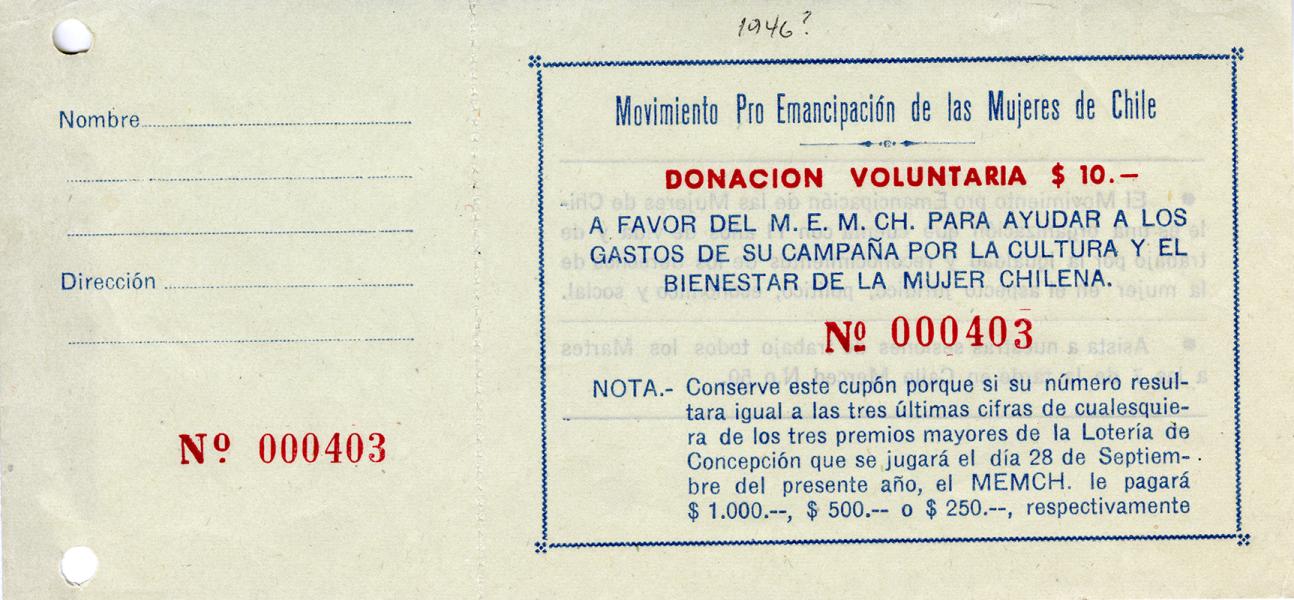 1946?
Nombre
Dirección
Nº 000403
Movimiento Pro Emancipación de las Mujeres de Chile
DONACION VOLUNTARIA $ 10.—
A FAVOR DEL M. E. M. CH. PARA AYUDAR A LOS
GASTOS DE SU CAMPAÑA POR LA CULTURA Y EL
BIENESTAR DE LA MUJER CHILENA.
Nº 000403
NOTA.- Conserve este cupón porque si su número resul-
tara igual a las tres últimas cifras de cualesquie-
ra de los tres premios mayores de la Lotería de
Concepción que se jugará el día 28 de Septiem-
bre del presente año, el MEMCH. le pagará
$ 1.000.--, $ 500.-- o $ 250.--, respectivamente